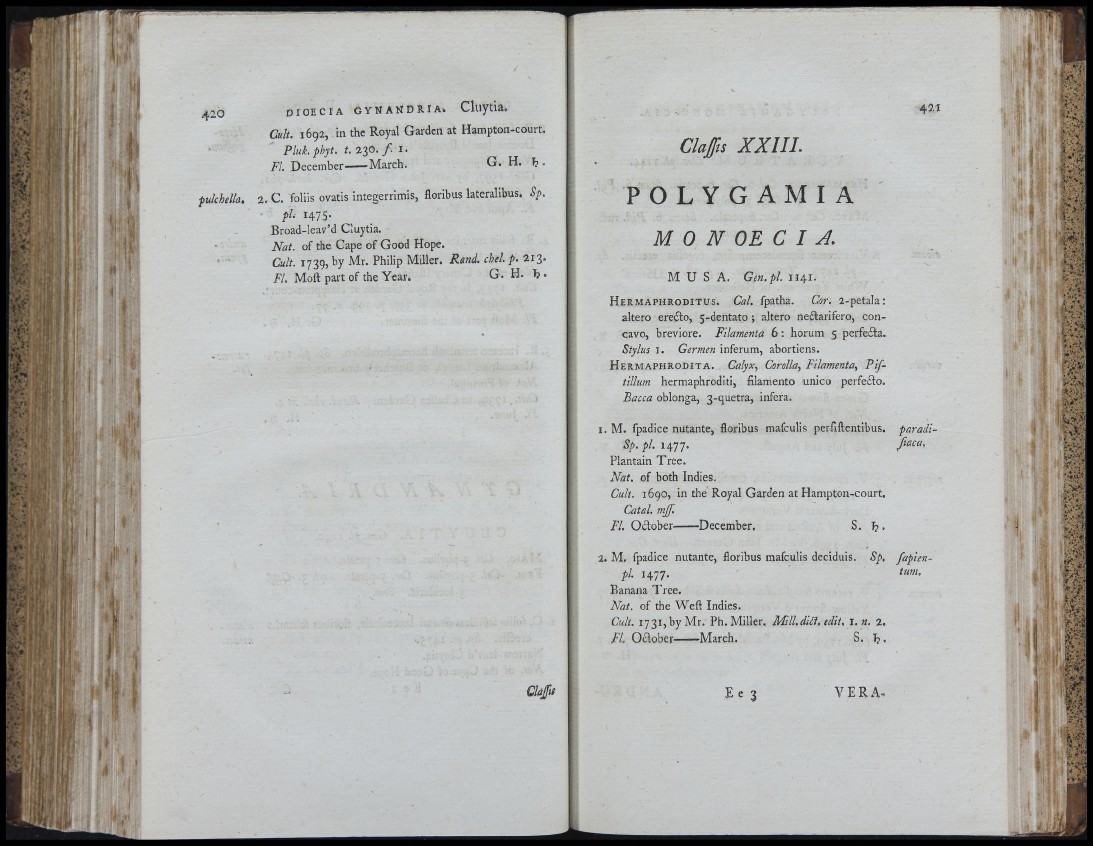 420 DIOECIA GYNANDRIA. Cluytia.
Cult. 1692, in the Royal Garden at Hampton-court.
Pluk. phyt. t. 230. f. 1.
Fl. December——March. G. H. ♄.
pulchella. 2. C. foliis ovatis integerrimis, floribus lateralibus. Sp.
pl. 1475.
Broad-leav'd Cluytia.
Nat. of the Cape of Good Hope.
Cult. 1739, by Mr. Philip Miller. Rand. chel. p. 213.
Fl. Moſt part of the Year. G. H. ♄.
Claſſis
421
Claſſis XXIII.
POLYGAMIA
MONOECIA.
MUSA. Gen. pl. 1141.
HERMAPHRODITUS. Cal. ſpatha. Cor. 2-petala:
altero erecto, 5-dentato; altero nectarifero, con-
cavo, breviore. Filamenta 6: horum 5 perfecta.
Stylus 1. Germen inferum, abortiens.
HERMAPHRODITA. Calyx, Corolla, Filamenta, Piſ-
tillum hermaphroditi, filamento unico perfecto.
Bacca oblonga, 3-quetra, infera.
1. M. ſpadice nutante, floribus maſculis perſiſtentibus. paradi-
Sp. pl. 1477. ſiaca.
Plantain Tree.
Nat. of both Indies.
Cult. 1690, in the Royal Garden at Hampton-court.
Catal. mſſ.
Fl. October——December. S. ♄.
2. M. ſpadice nutante, floribus maſculis deciduis. Sp. ſapien-
pl. 1477. tum.
Banana Tree.
Nat. of the Weſt Indies.
Cult. 1731, by Mr. Ph. Miller. Mill. dict. edit. 1. n. 2.
Fl. October——March. S. ♄.
E e 3 VERA-